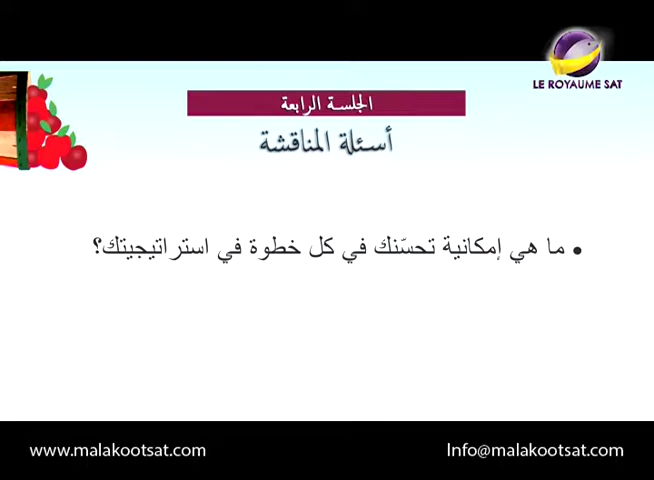 LE ROYAUME SAT
الجلسة الرابعة
أسئلة المناقشة
• ما هي إمكانية تحسّنك في كل خطوة في استراتيجيتك؟
www.malakootsat.com
Info@malakootsat.com